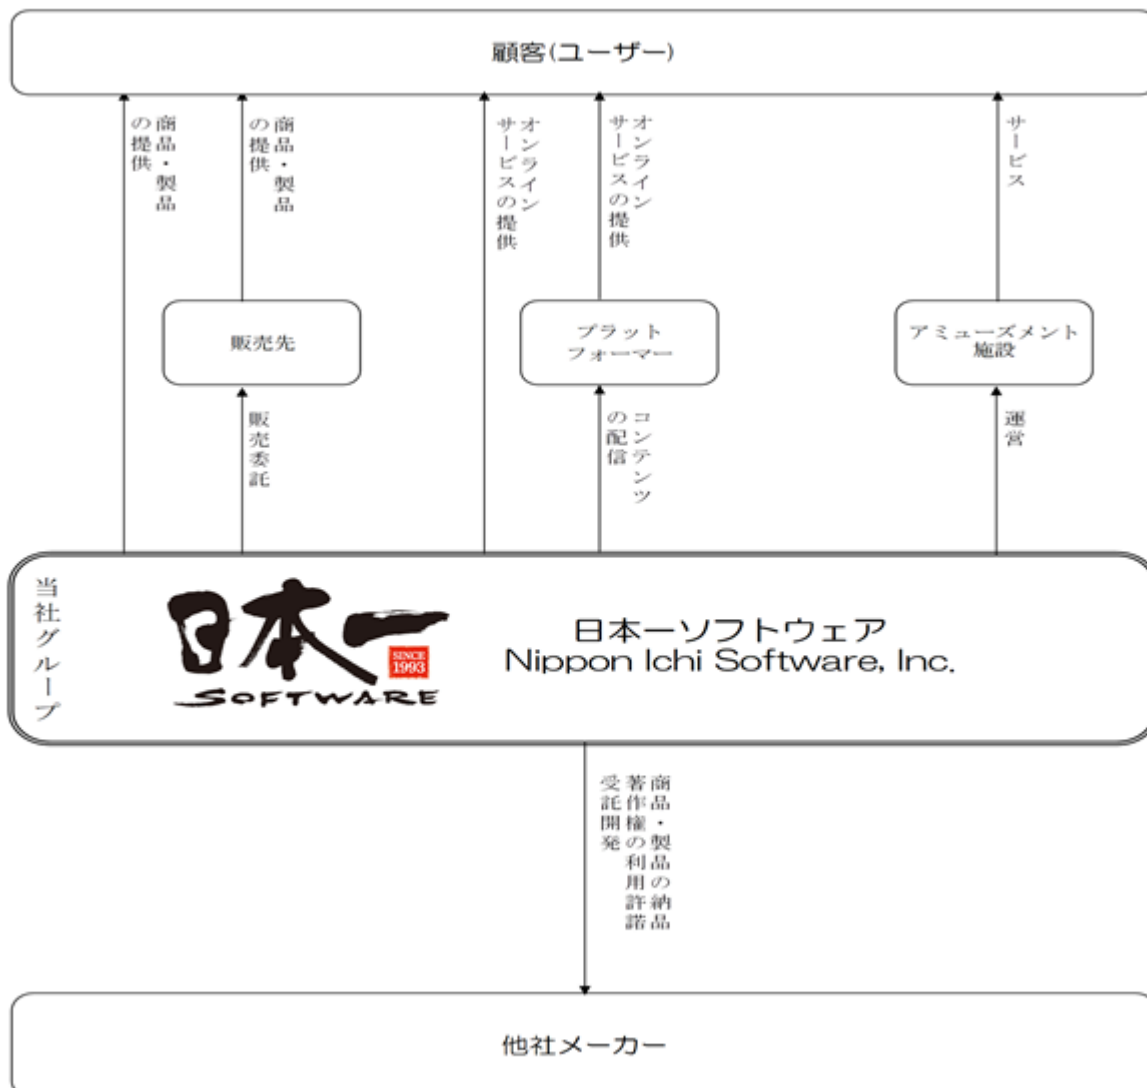 顧客(ユーザー)
商品・製品
の提供
商品・製品
の提供
オンライン
サービスの提供
オンライン
サービスの提供
サービス
販売先
プラット
フォーマー
アミューズメント
施設
販売委託
コンテンツ
の配信
運営
当社グループ
日本一
SINCE
1993
SOFTWARE
日本一ソフトウェア
Nippon Ichi Software, Inc.
商品・製品の納品
著作権の利用許諾
受託開発
他社メーカー